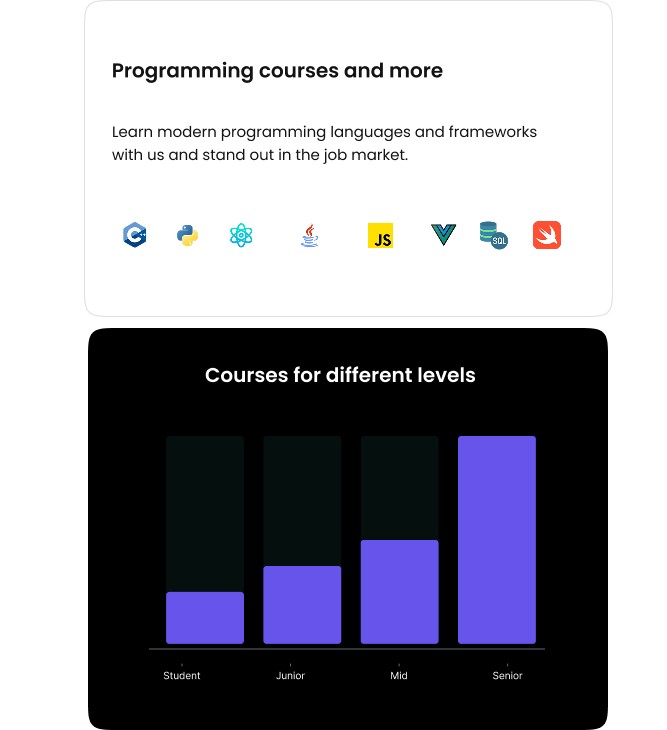 Programming courses and more
Learn modern programming languages and frameworks
with us and stand out in the job market.
JS
SQL
Courses for different levels
Student
Junior
Mid
Senior